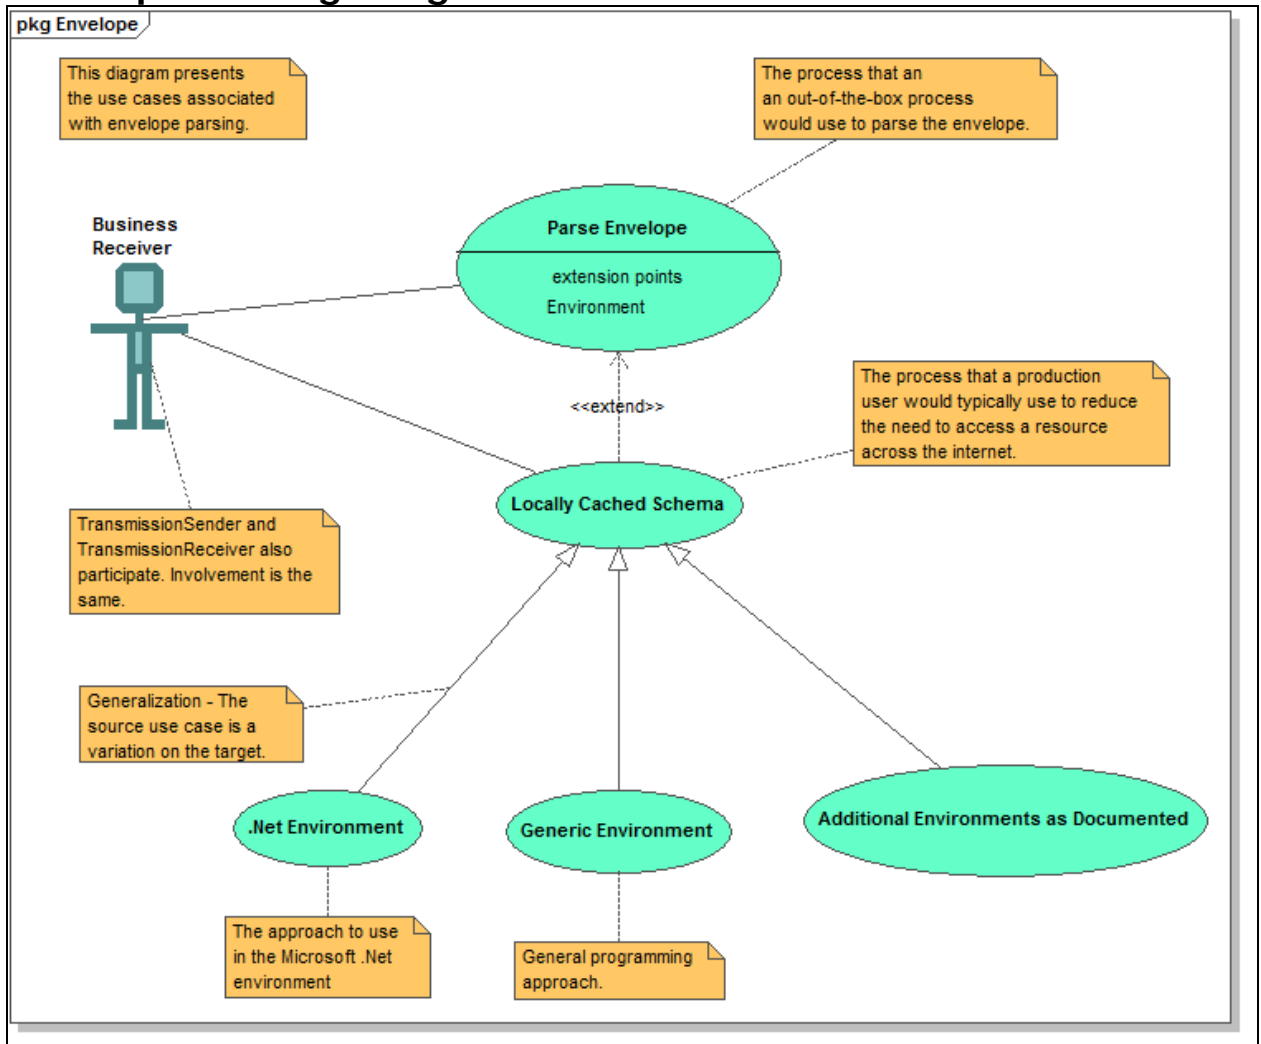 pkg Envelope
This diagram presents
the use cases associated
with envelope parsing.
The process that an
an out-of-the-box process
would use to parse the envelope.
Business
Receiver
Parse Envelope
extension points
Environment
<<extend>>
The process that a production
user would typically use to reduce
the need to access a resource
across the internet.
Locally Cached Schema
TransmissionSender and
TransmissionReceiver also
participate. Involvement is the
same.
Generalization - The
source use case is a
variation on the target.
.Net Environment
Generic Environment
Additional Environments as Documented
The approach to use
in the Microsoft .Net
environment
General programming
approach.